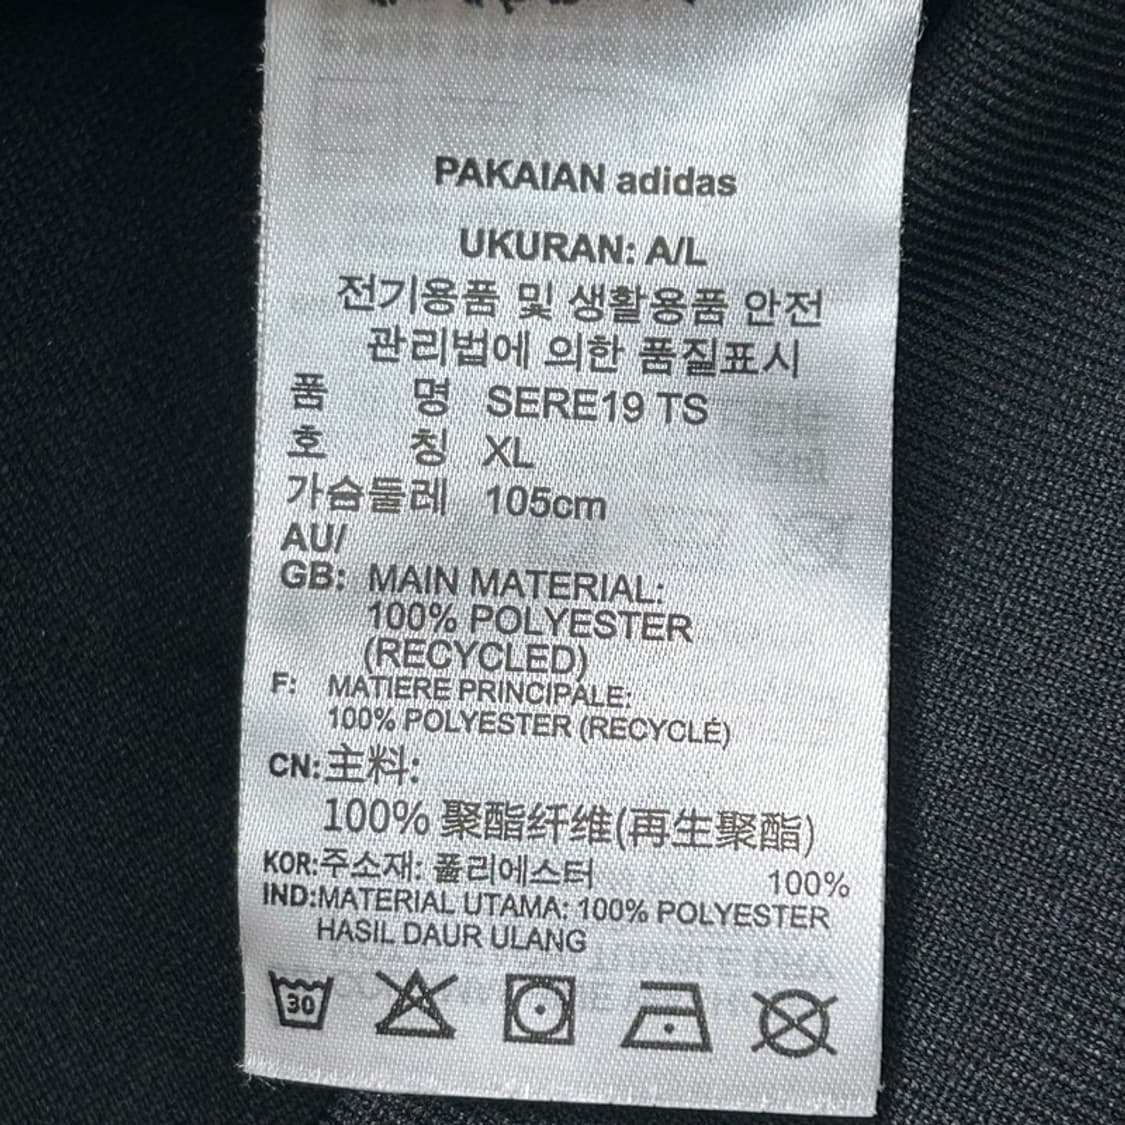 PAKAIAN adidas
UKURAN: A/L
전기용품 및 생활용품 안전
관리법에 의한 품질표시
품 명 SERE19 TS
호 칭 XL
가슴둘레 105cm
AU/
GB: MAIN MATERIAL:
100% POLYESTER
(RECYCLED)
F: MATIERE PRINCIPALE:
100% POLYESTER (RECYCLÉ)
CN:主料:
100% 聚酯纤维(再生聚酯)
KOR:주소재: 폴리에스터 100%
IND:MATERIAL UTAMA: 100% POLYESTER
HASIL DAUR ULANG
30